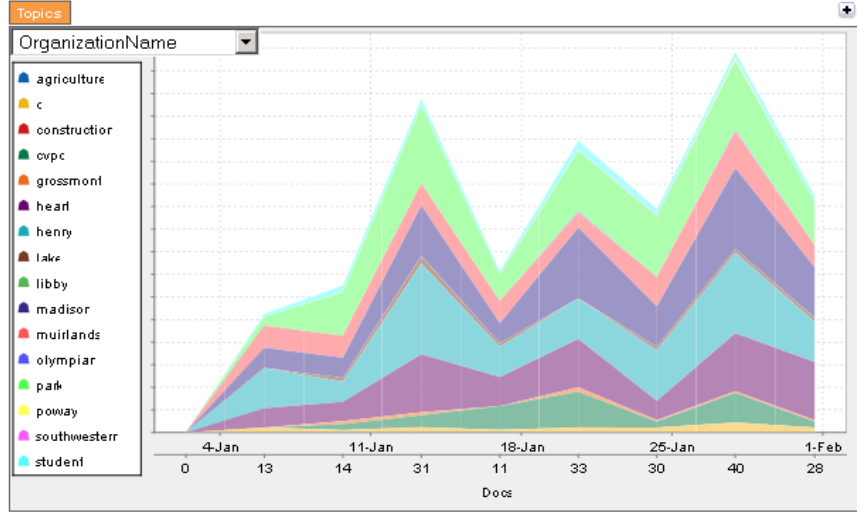 Topics
OrganizationName
agriculture
c
construction
cvpc
grossmont
heart
henry
lake
libby
madisor
muirlands
olympiar
park
poway
southwesterr
student
4-Jan 11-Jan 18-Jan 25-Jan 1-Feb
0 13 14 31 11 33 30 40 28
Docs